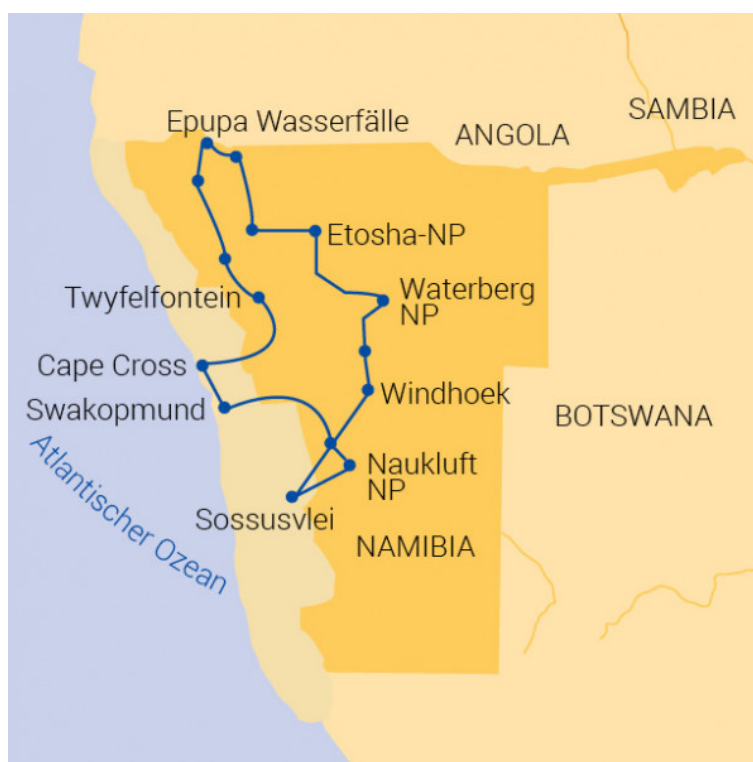 SAMBIA
Epupa Wasserfälle
ANGOLA
Etosha-NP
Twyfelfontein
Waterberg
NP
Cape Cross
Windhoek
Swakopmund
BOTSWANA
Atlantischer Ozean
Naukluft
NP
Sossusvlei
NAMIBIA